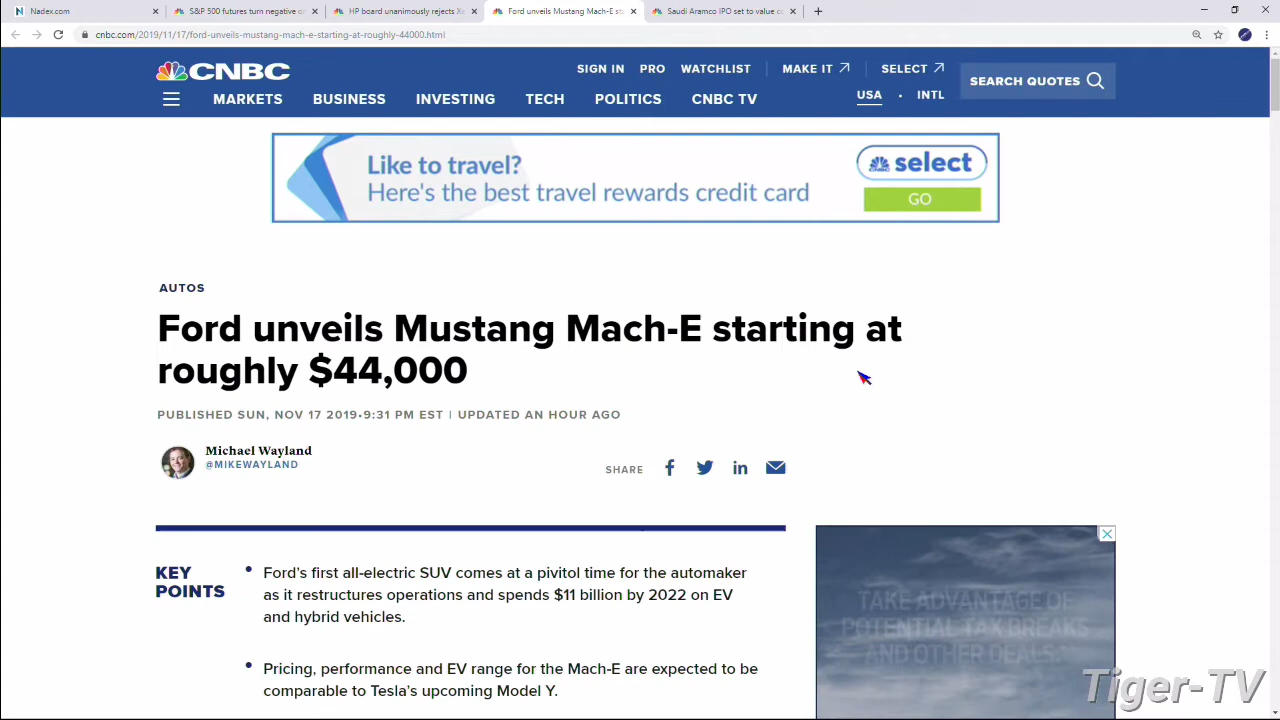 Nadex.com
S&P 500 futures turn negative on
HP board unanimously rejects Xe
Ford unveils Mustang Mach-E sta
Saudi Aramco IPO set to value co
cnbc.com/2019/11/17/ford-unveils-mustang-mach-e-starting-at-roughly-44000.html
CNBC
SIGN IN PRO WATCHLIST MAKE IT SELECT
SEARCH QUOTES
MARKETS BUSINESS INVESTING TECH POLITICS CNBC TV
USA • INTL
Like to travel?
Here's the best travel rewards credit card
select
GO
AUTOS
Ford unveils Mustang Mach-E starting at
roughly $44,000
PUBLISHED SUN, NOV 17 2019•9:31 PM EST | UPDATED AN HOUR AGO
Michael Wayland
@MIKEWAYLAND
SHARE
KEY
POINTS
• Ford's first all-electric SUV comes at a pivitol time for the automaker
as it restructures operations and spends $11 billion by 2022 on EV
and hybrid vehicles.
• Pricing, performance and EV range for the Mach-E are expected to be
comparable to Tesla's upcoming Model Y.
TAKE ADVANTAGE OF
POTENTIAL TAX BREAKS
AND OTHER DEALS.*
Tiger-TV